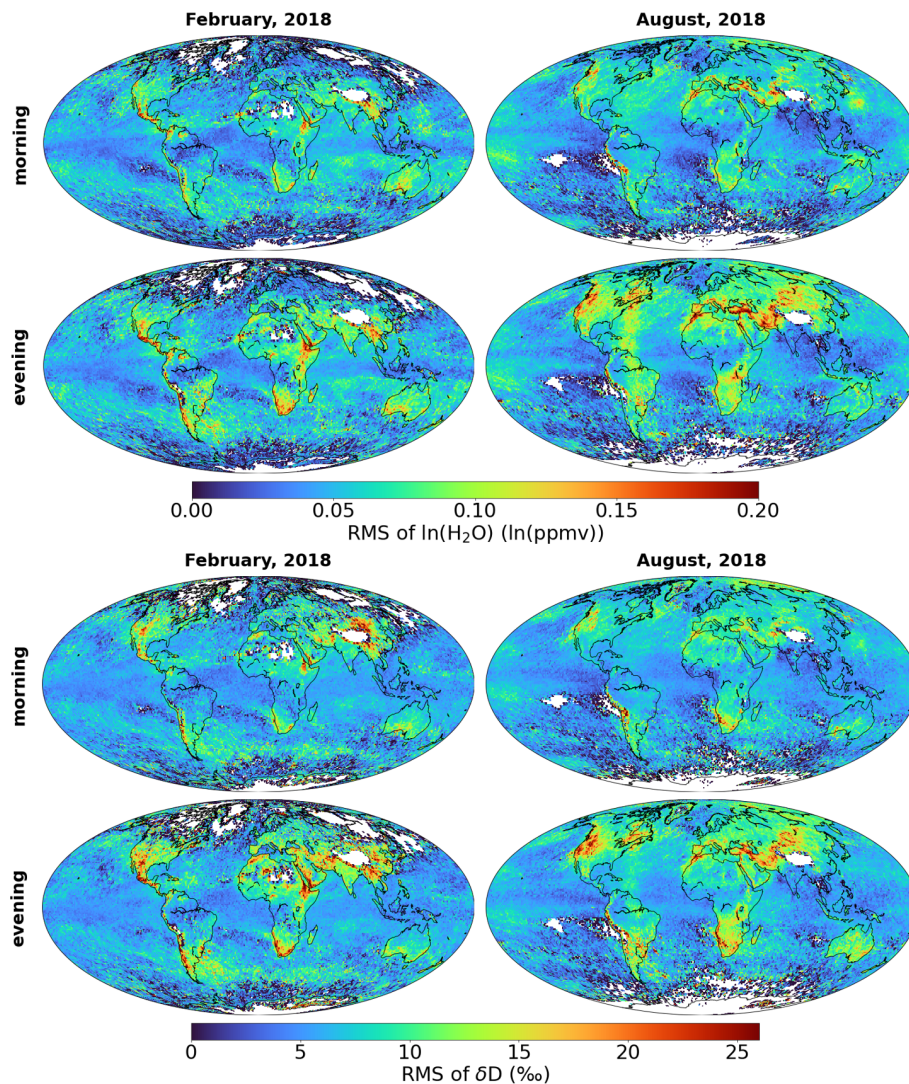 February, 2018
August, 2018
morning
evening
0.00 0.05 0.10 0.15 0.20
RMS of ln(H₂O) (ln(ppmv))
February, 2018
August, 2018
morning
evening
0 5 10 15 20 25
RMS of δD (‰)